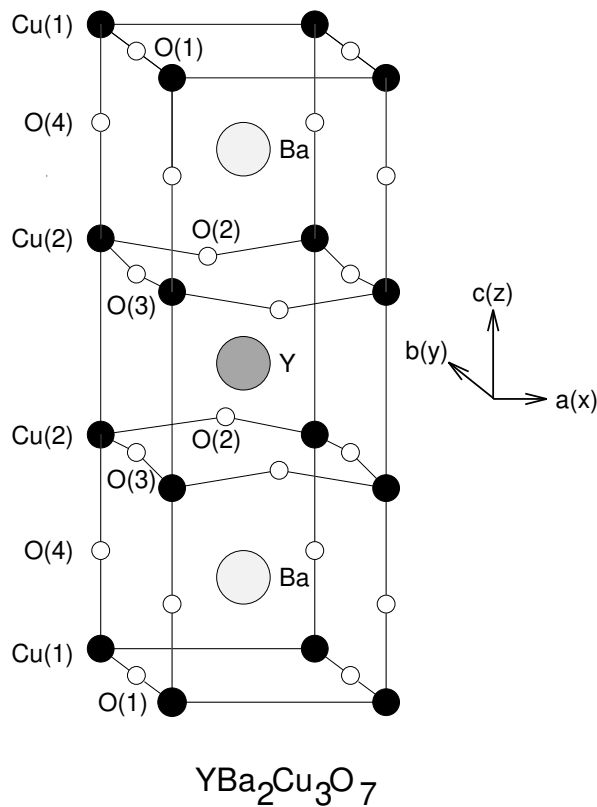 Cu(1)
O(1)
O(4)
Ba
Cu(2)
O(2)
O(3)
Y
c(z)
b(y)
a(x)
Cu(2)
O(2)
O(3)
O(4)
Ba
Cu(1)
O(1)
YBa2Cu3O7